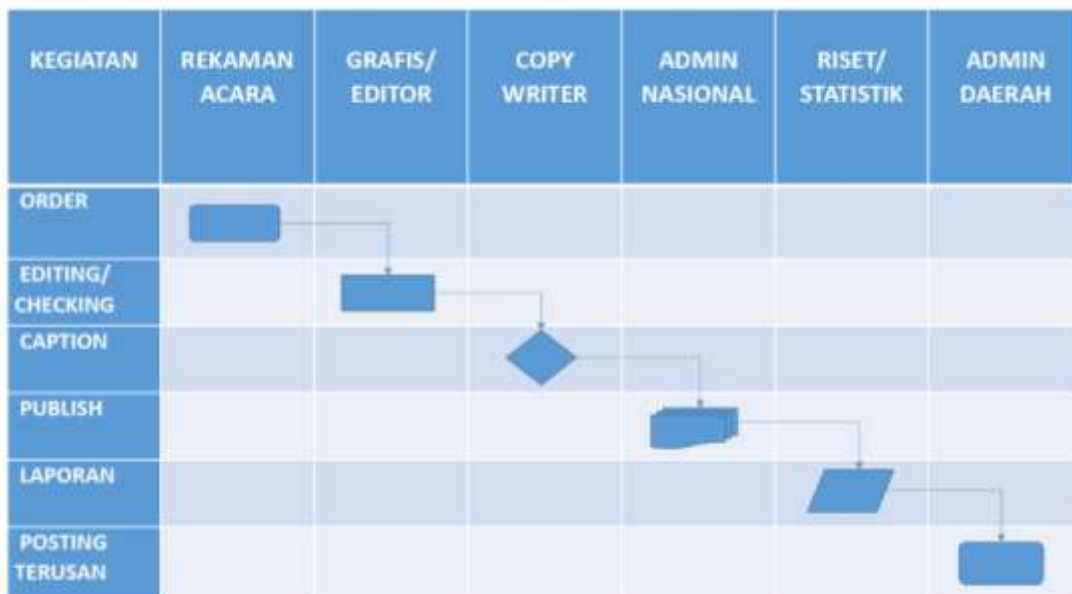 KEGIATAN
REKAMAN
ACARA
GRAFIS/
EDITOR
COPY
WRITER
ADMIN
NASIONAL
RISET/
STATISTIK
ADMIN
DAERAH
ORDER
EDITING/
CHECKING
CAPTION
PUBLISH
LAPORAN
POSTING
TERUSAN